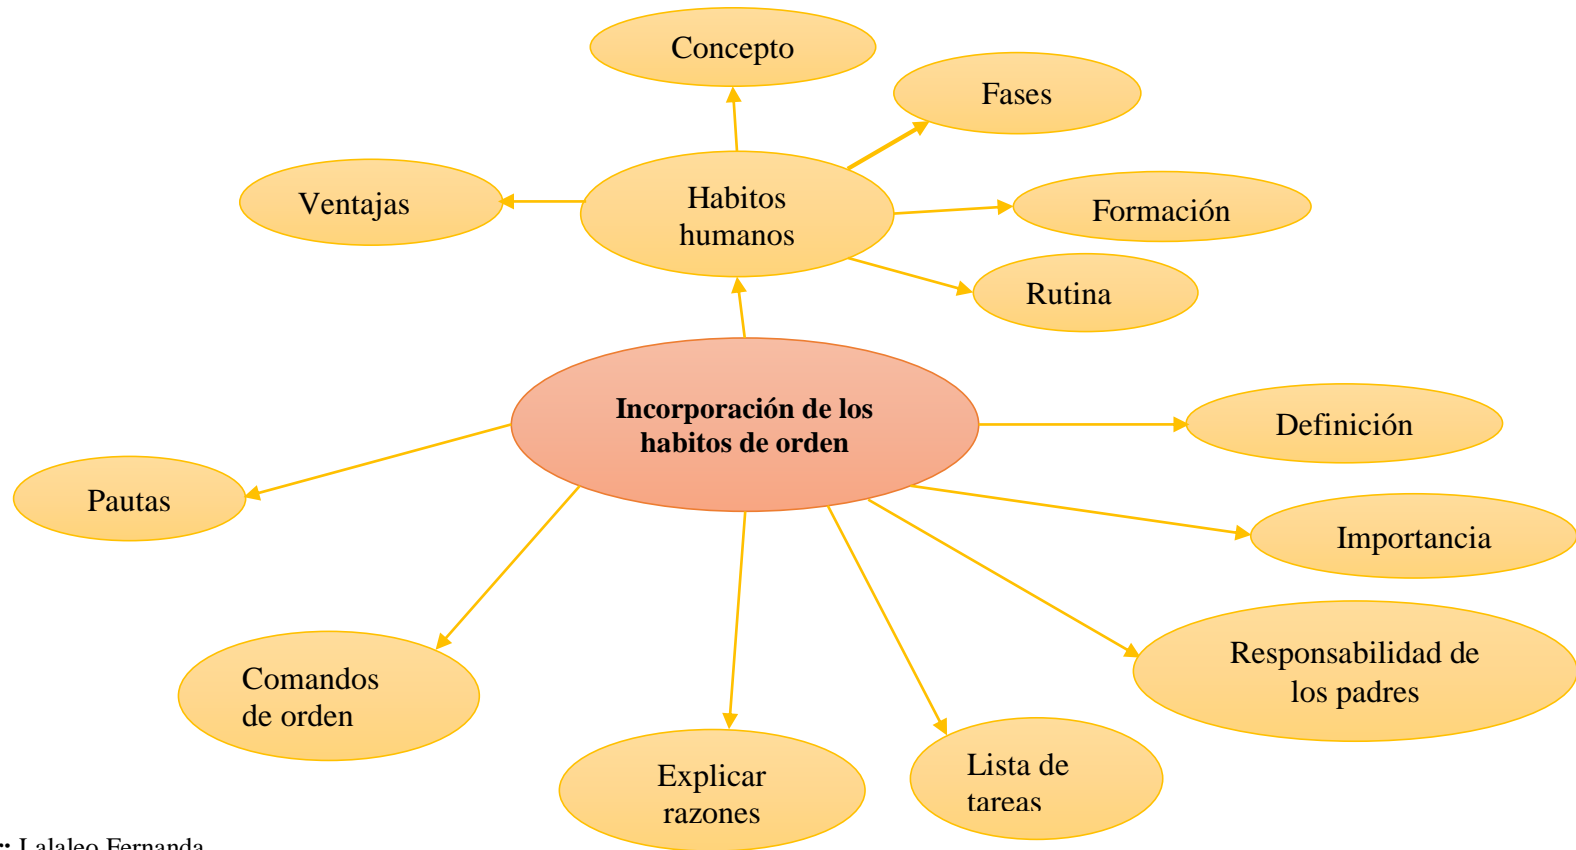 Concepto
Fases
Ventajas
Habitos
humanos
Formación
Rutina
Incorporación de los
habitos de orden
Definición
Pautas
Importancia
Responsabilidad de
los padres
Comandos
de orden
Explicar
razones
Lista de
tareas
Lalaleo Fernanda